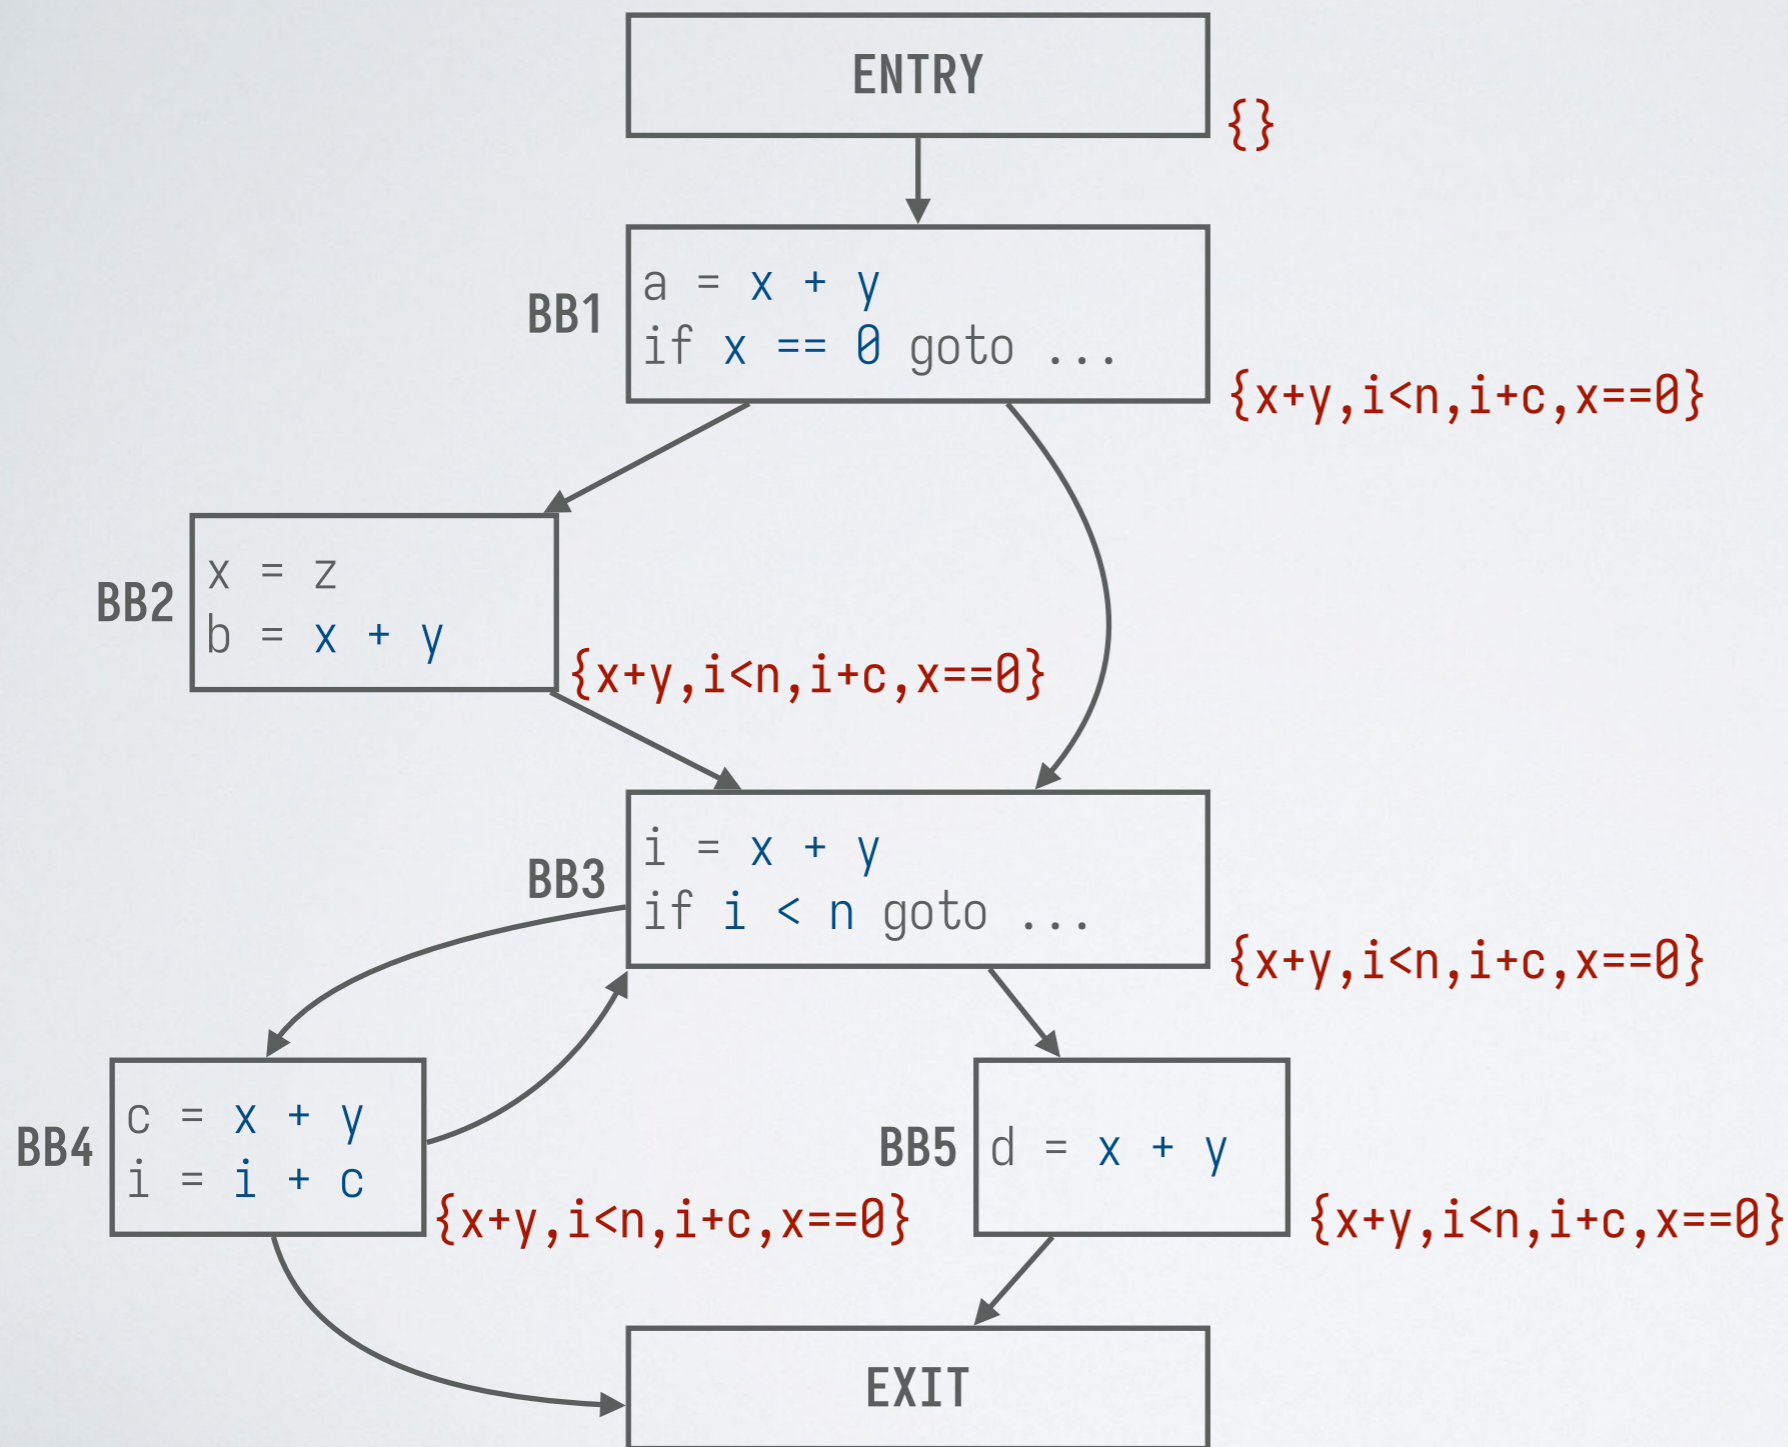 ENTRY
{}
BB1
a = x + y
if x == 0 goto ...
{x+y,i<n,i+c,x==0}
BB2
x = z
b = x + y
{x+y,i<n,i+c,x==0}
BB3
i = x + y
if i < n goto ...
{x+y,i<n,i+c,x==0}
BB4
c = x + y
i = i + c
{x+y,i<n,i+c,x==0}
BB5
d = x + y
{x+y,i<n,i+c,x==0}
EXIT